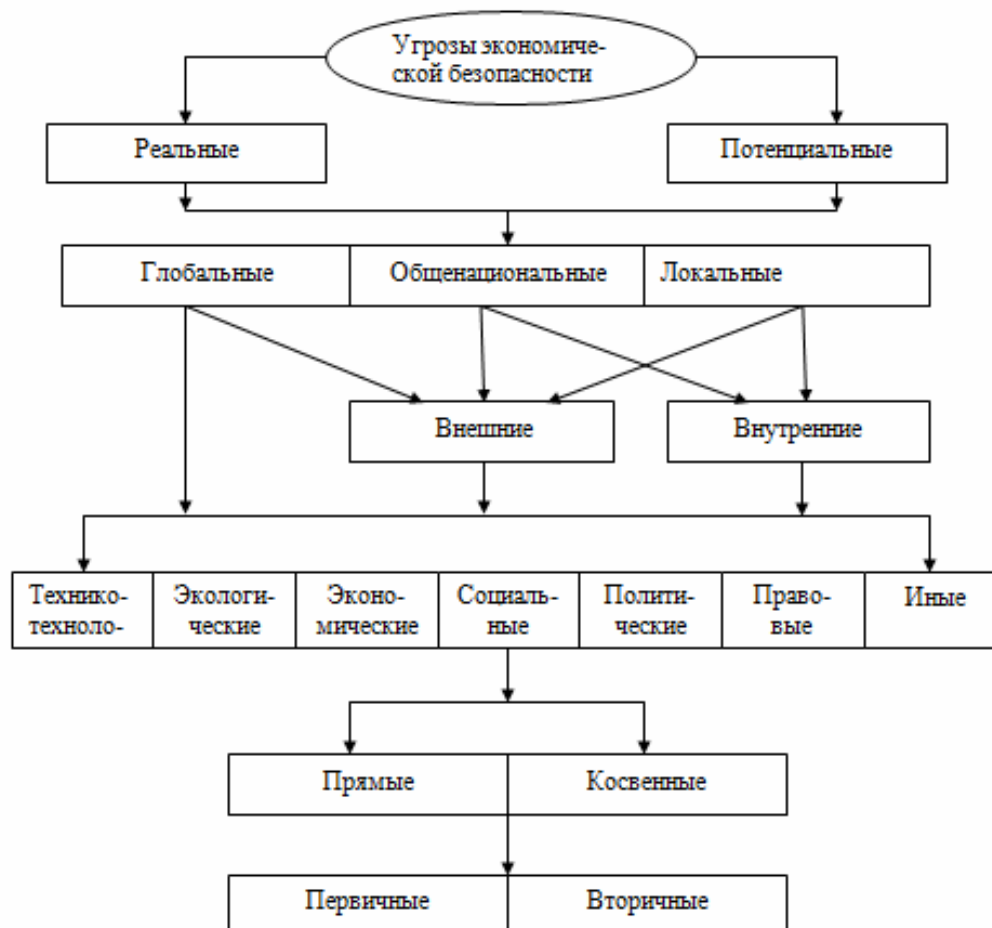 Угрозы экономиче-
ской безопасности
Реальные
Потенциальные
Глобальные
Общенациональные
Локальные
Внешние
Внутренние
Технико-
техноло-
Экологи-
ческие
Эконо-
мические
Социаль-
ные
Полити-
ческие
Право-
вые
Иные
Прямые
Косвенные
Первичные
Вторичные